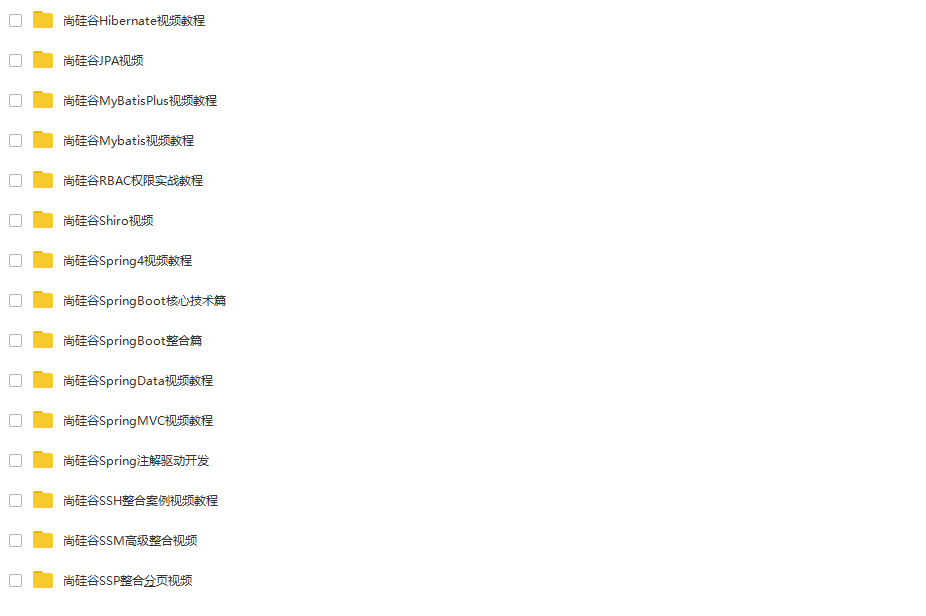 尚硅谷Hibernate视频教程
尚硅谷JPA视频
尚硅谷MyBatisPlus视频教程
尚硅谷Mybatis视频教程
尚硅谷RBAC权限实战教程
尚硅谷Shiro视频
尚硅谷Spring4视频教程
尚硅谷SpringBoot核心技术篇
尚硅谷SpringBoot整合篇
尚硅谷SpringData视频教程
尚硅谷SpringMVC视频教程
尚硅谷Spring注解驱动开发
尚硅谷SSH整合案例视频教程
尚硅谷SSM高级整合视频
尚硅谷SSP整合分页视频